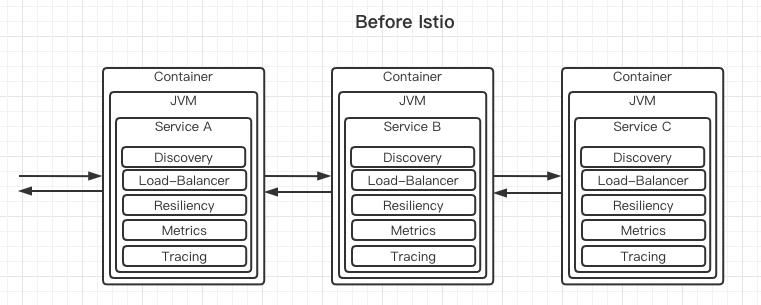 Before Istio
Container
JVM
Service A
Discovery
Load-Balancer
Resiliency
Metrics
Tracing
Container
JVM
Service B
Discovery
Load-Balancer
Resiliency
Metrics
Tracing
Container
JVM
Service C
Discovery
Load-Balancer
Resiliency
Metrics
Tracing